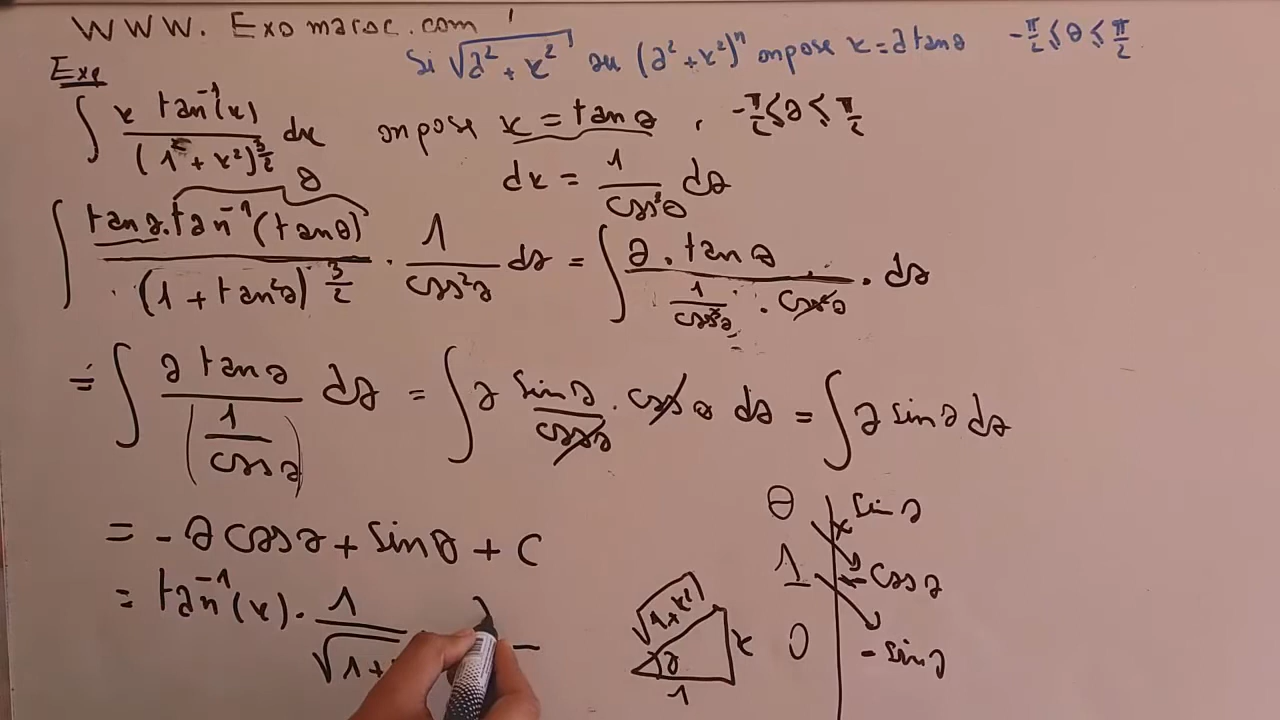 WWW. Exomaroc.com
Si √(a² + x²) ou (a² + x²)ⁿ on pose x = a tanθ -π/2 ≤ θ ≤ π/2
Exe
∫ x tan⁻¹(x) / (1² + x²)^(3/2) dx on pose x = tanθ , -π/2 ≤ θ ≤ π/2
θ dx = 1/cos²θ dθ
∫ tanθ . tan⁻¹(tanθ) / (1 + tan²θ)^(3/2) . 1/cos²θ dθ = ∫ θ . tanθ / (1/cos³θ . cos²θ) . dθ
= ∫ θ tanθ / (1/cosθ) dθ = ∫ θ sinθ/cosθ . cosθ dθ = ∫ θ sinθ dθ
= -θ cosθ + sinθ + C
= tan⁻¹(x) . 1/√(1+
√(1+x²) θ x 1
θ + sinθ
1 - -cosθ
0 -sinθ